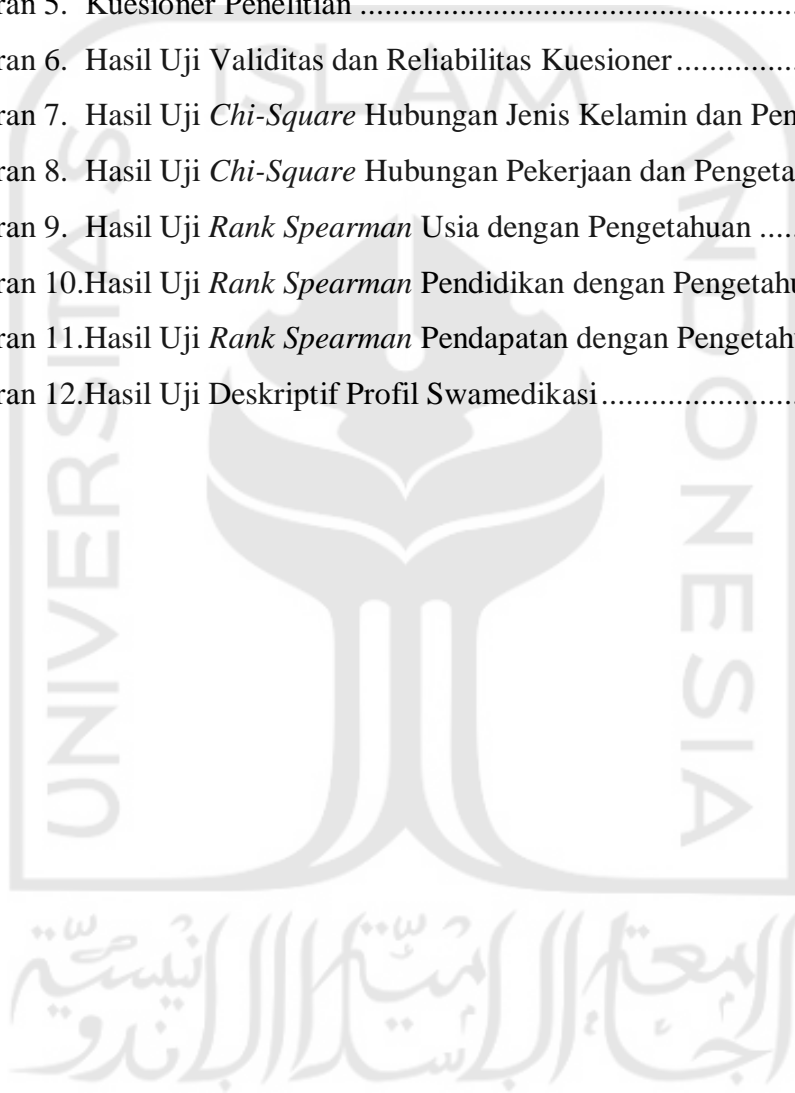 ran 5. Kuesioner Penelitian ........................................................
ran 6. Hasil Uji Validitas dan Reliabilitas Kuesioner ...............
ran 7. Hasil Uji Chi-Square Hubungan Jenis Kelamin dan Pen
ran 8. Hasil Uji Chi-Square Hubungan Pekerjaan dan Pengeta
ran 9. Hasil Uji Rank Spearman Usia dengan Pengetahuan .....
ran 10.Hasil Uji Rank Spearman Pendidikan dengan Pengetahu
ran 11.Hasil Uji Rank Spearman Pendapatan dengan Pengetah
ran 12.Hasil Uji Deskriptif Profil Swamedikasi ........................
ISLAM
UNIVERSITAS
INDONESIA